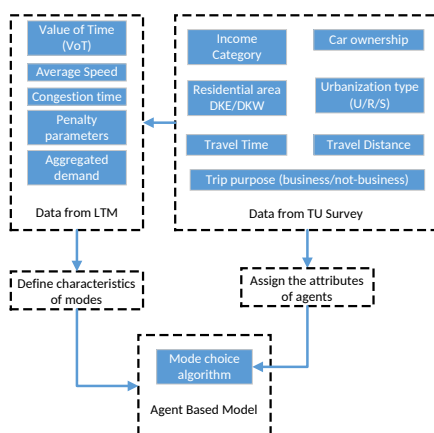 Value of Time
(VoT)
Average Speed
Congestion time
Penalty
parameters
Aggregated
demand
Data from LTM
Income
Category
Car ownership
Residential area
DKE/DKW
Urbanization type
(U/R/S)
Travel Time
Travel Distance
Trip purpose (business/not-business)
Data from TU Survey
Define characteristics
of modes
Assign the attributes
of agents
Mode choice
algorithm
Agent Based Model